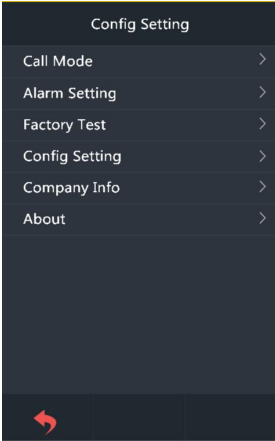 Config Setting
Call Mode
Alarm Setting
Factory Test
Config Setting
Company Info
About